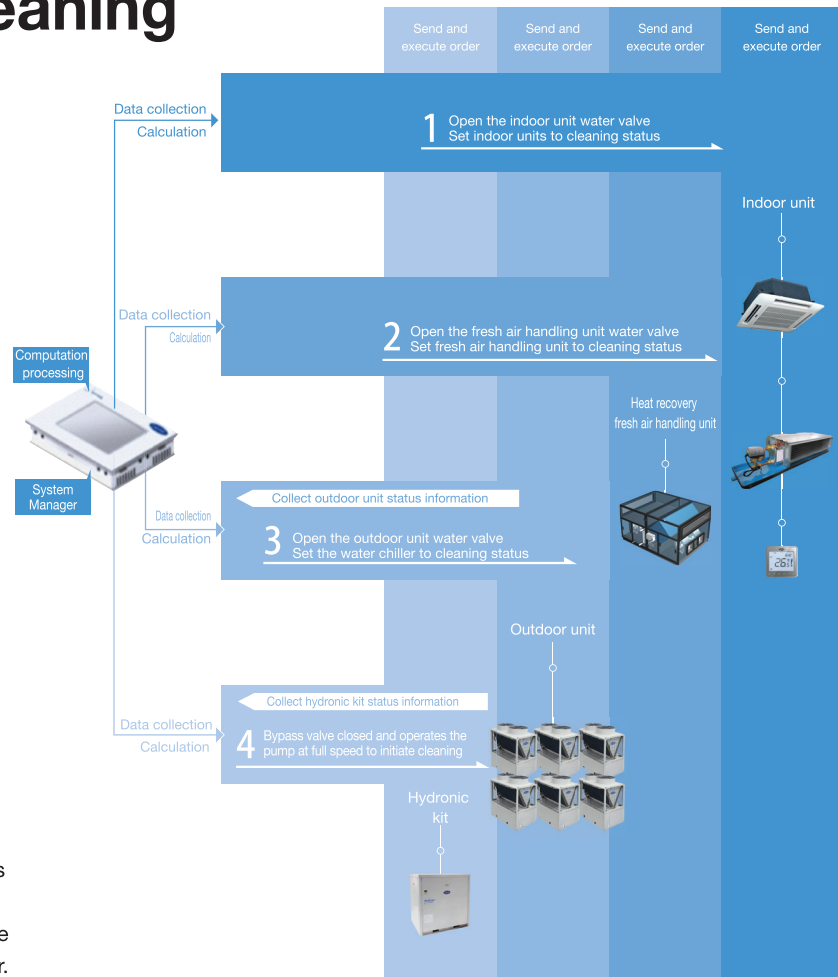 eaning
Send and
execute order
Send and
execute order
Send and
execute order
Send and
execute order
Data collection
Calculation
1 Open the indoor unit water valve
Set indoor units to cleaning status
Indoor unit
Data collection
Calculation
2 Open the fresh air handling unit water valve
Set fresh air handling unit to cleaning status
Computation
processing
Heat recovery
fresh air handling unit
System
Manager
Collect outdoor unit status information
Data collection
Calculation
3 Open the outdoor unit water valve
Set the water chiller to cleaning status
Outdoor unit
Collect hydronic kit status information
Data collection
Calculation
4 Bypass valve closed and operates the
pump at full speed to initiate cleaning
Hydronic
kit
s
e
r.